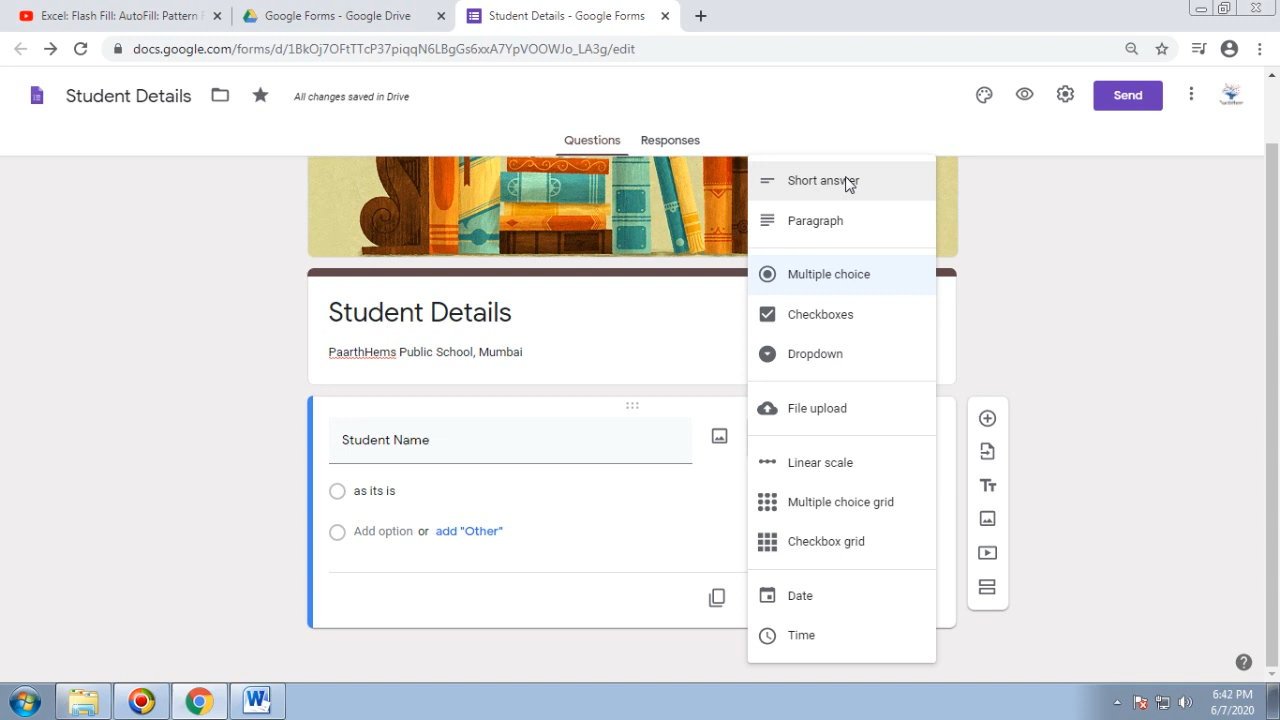 Excel: Flash Fill: AutoFill: Pattern
Google Forms - Google Drive
Student Details - Google Forms
docs.google.com/forms/d/1BkOj7OFtTTcP37piqqN6LBgGs6xxA7YpVOOWJo_LA3g/edit
Student Details
All changes saved in Drive
Send
Questions
Responses
Student Details
PaarthHems Public School, Mumbai
Student Name
as its is
Add option or add "Other"
Short answer
Paragraph
Multiple choice
Checkboxes
Dropdown
File upload
Linear scale
Multiple choice grid
Checkbox grid
Date
Time
6:42 PM
6/7/2020